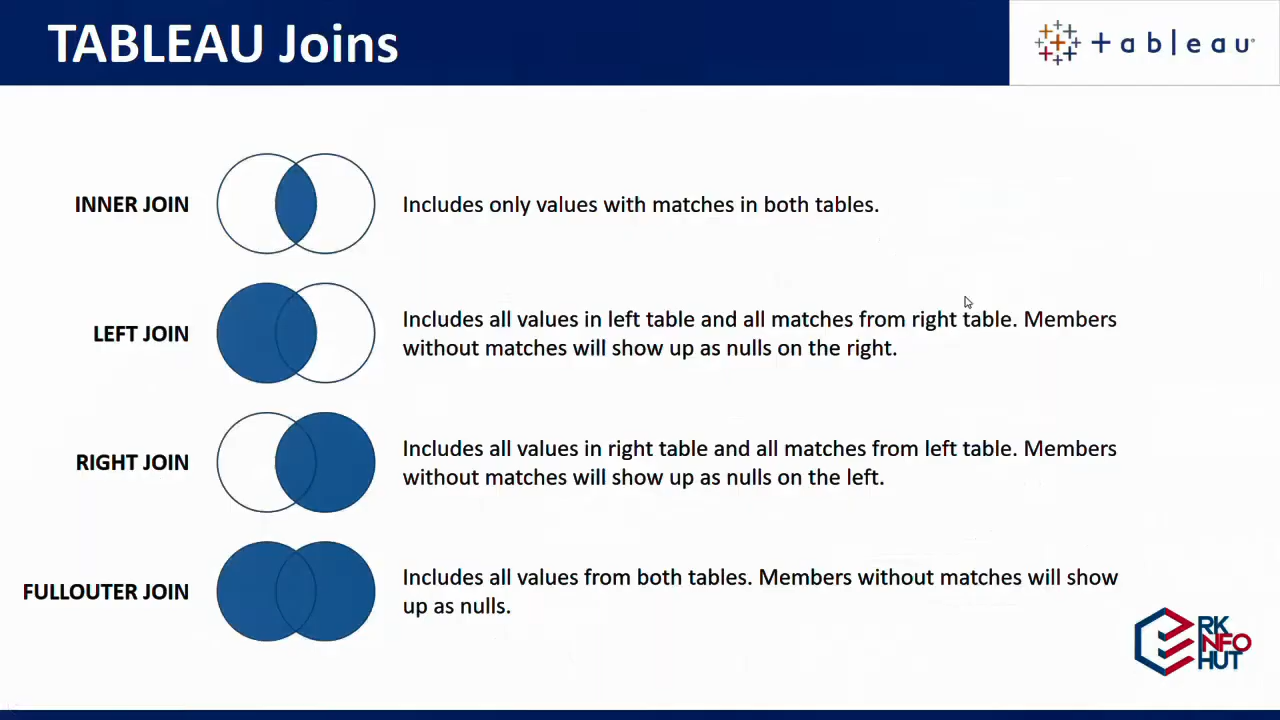 TABLEAU Joins
+ a b l e a u
INNER JOIN
Includes only values with matches in both tables.
LEFT JOIN
Includes all values in left table and all matches from right table. Members
without matches will show up as nulls on the right.
RIGHT JOIN
Includes all values in right table and all matches from left table. Members
without matches will show up as nulls on the left.
FULLOUTER JOIN
Includes all values from both tables. Members without matches will show
up as nulls.
RK
INFO
HUT